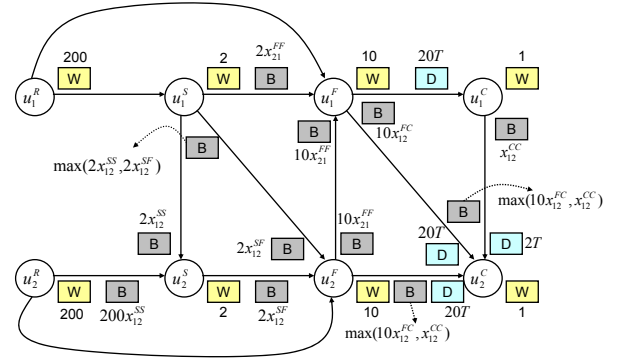 2x_{21}^{FF}
200 2 10 20T 1
W W B W D W
u_1^R u_1^S u_1^F u_1^C
B B B B
10x_{21}^{FF} 10x_{12}^{FC} x_{12}^{CC}
max(2x_{12}^{SS}, 2x_{12}^{SF})
B max(10x_{12}^{FC}, x_{12}^{CC})
2x_{12}^{SS} 10x_{21}^{FF}
B 2x_{12}^{SF} B B 20T D D 2T
u_2^R u_2^S u_2^F u_2^C
W B W B W B D W
200 200x_{12}^{SS} 2 2x_{12}^{SF} 10 20T 1
max(10x_{12}^{FC}, x_{12}^{CC})